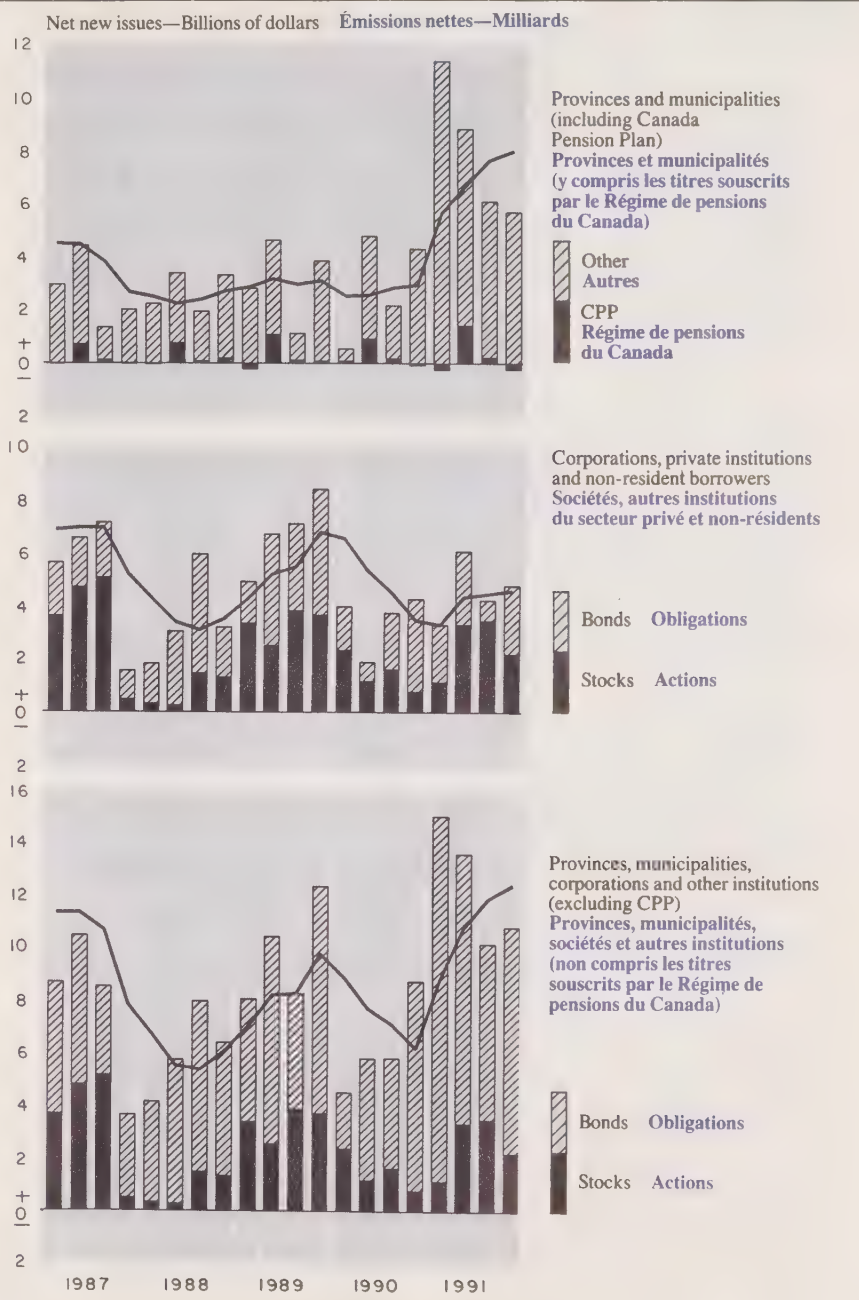 Net new issues—Billions of dollars Émissions nettes—Milliards
12
10
8
6
4
2
+
0
—
2
Provinces and municipalities
(including Canada
Pension Plan)
Provinces et municipalités
(y compris les titres souscrits
par le Régime de pensions
du Canada)
Other
Autres
CPP
Régime de pensions
du Canada
10
8
6
4
2
+
0
—
2
Corporations, private institutions
and non-resident borrowers
Sociétés, autres institutions
du secteur privé et non-résidents
Bonds Obligations
Stocks Actions
16
14
12
10
8
6
4
2
+
0
—
2
Provinces, municipalities,
corporations and other institutions
(excluding CPP)
Provinces, municipalités,
sociétés et autres institutions
(non compris les titres
souscrits par le Régime de
pensions du Canada)
Bonds Obligations
Stocks Actions
1987 1988 1989 1990 1991